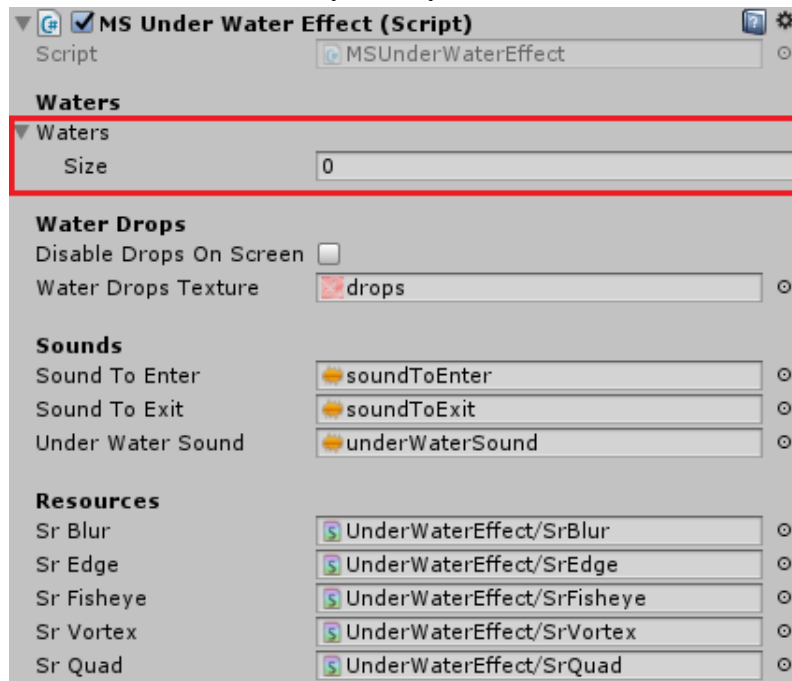 MS Under Water Effect (Script)
Script MSUnderWaterEffect
Waters
Waters
Size 0
Water Drops
Disable Drops On Screen
Water Drops Texture drops
Sounds
Sound To Enter soundToEnter
Sound To Exit soundToExit
Under Water Sound underWaterSound
Resources
Sr Blur UnderWaterEffect/SrBlur
Sr Edge UnderWaterEffect/SrEdge
Sr Fisheye UnderWaterEffect/SrFisheye
Sr Vortex UnderWaterEffect/SrVortex
Sr Quad UnderWaterEffect/SrQuad